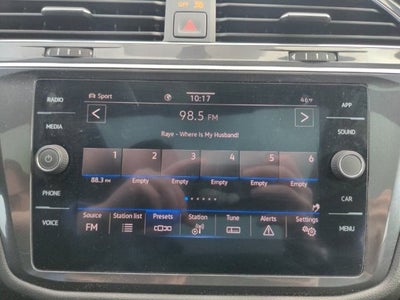 OFF
RADIO
Sport
10:17
46°F
APP
98.5 FM
MEDIA
SOUND
Raye - Where Is My Husband!
1 2 3 4 5 6
88.3 FM Empty Empty Empty Empty Empty
PHONE
CAR
VOICE
Source Station list Presets Station Tune Alerts Settings
FM
MENU